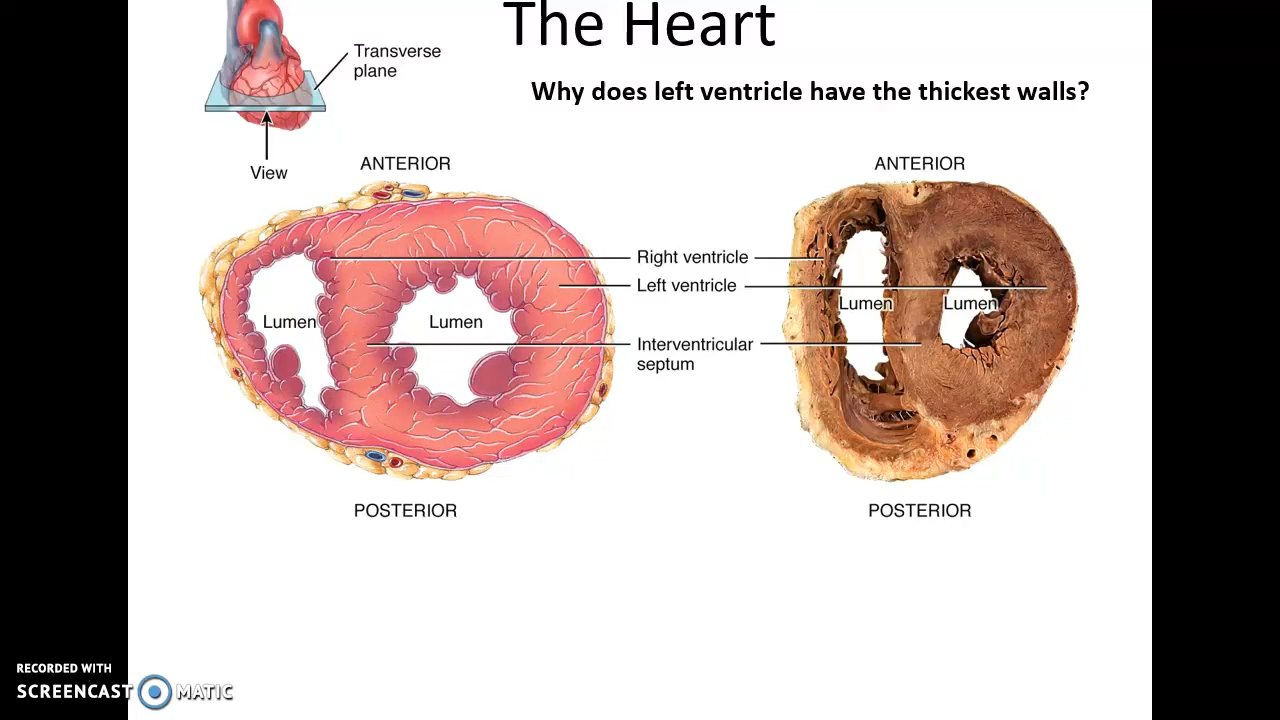 The Heart
Transverse
plane
Why does left ventricle have the thickest walls?
View
ANTERIOR
ANTERIOR
Right ventricle
Left ventricle
Lumen
Lumen
Lumen
Lumen
Interventricular
septum
POSTERIOR
POSTERIOR
RECORDED WITH
SCREENCAST MATIC